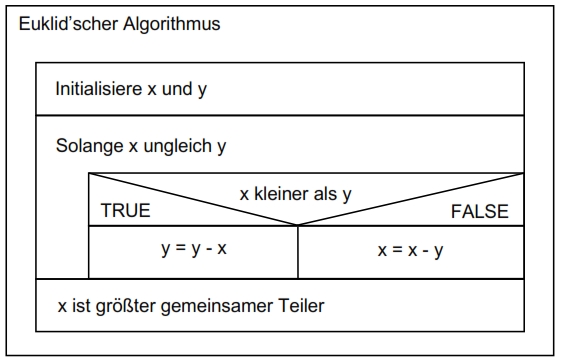 Euklid'scher Algorithmus
Initialisiere x und y
Solange x ungleich y
x kleiner als y
TRUE
FALSE
y = y - x
x = x - y
x ist größter gemeinsamer Teiler